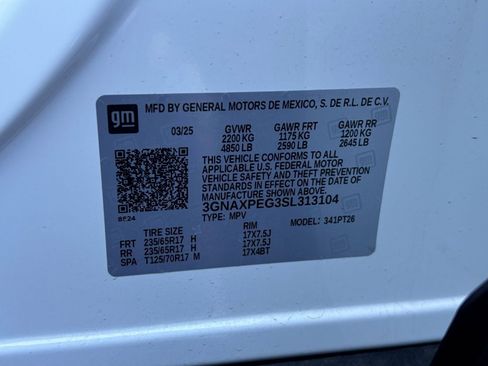 gm
MFD BY GENERAL MOTORS DE MEXICO, S. DE R.L. DE C.V.
03/25 GVWR GAWR FRT GAWR RR
2200 KG 1175 KG 1200 KG
4850 LB 2590 LB 2645 LB
THIS VEHICLE CONFORMS TO ALL
APPLICABLE U.S. FEDERAL MOTOR
VEHICLE SAFETY AND THEFT PREVENTION
STANDARDS IN EFFECT ON THE DATE OF
MANUFACTURE SHOWN ABOVE.
3GNAXPEG3SL313104
TYPE: MPV MODEL: 341PT26
BF24
TIRE SIZE RIM
FRT 235/65R17 H 17X7.5J
RR 235/65R17 H 17X7.5J
SPA T125/70R17 M 17X4BT